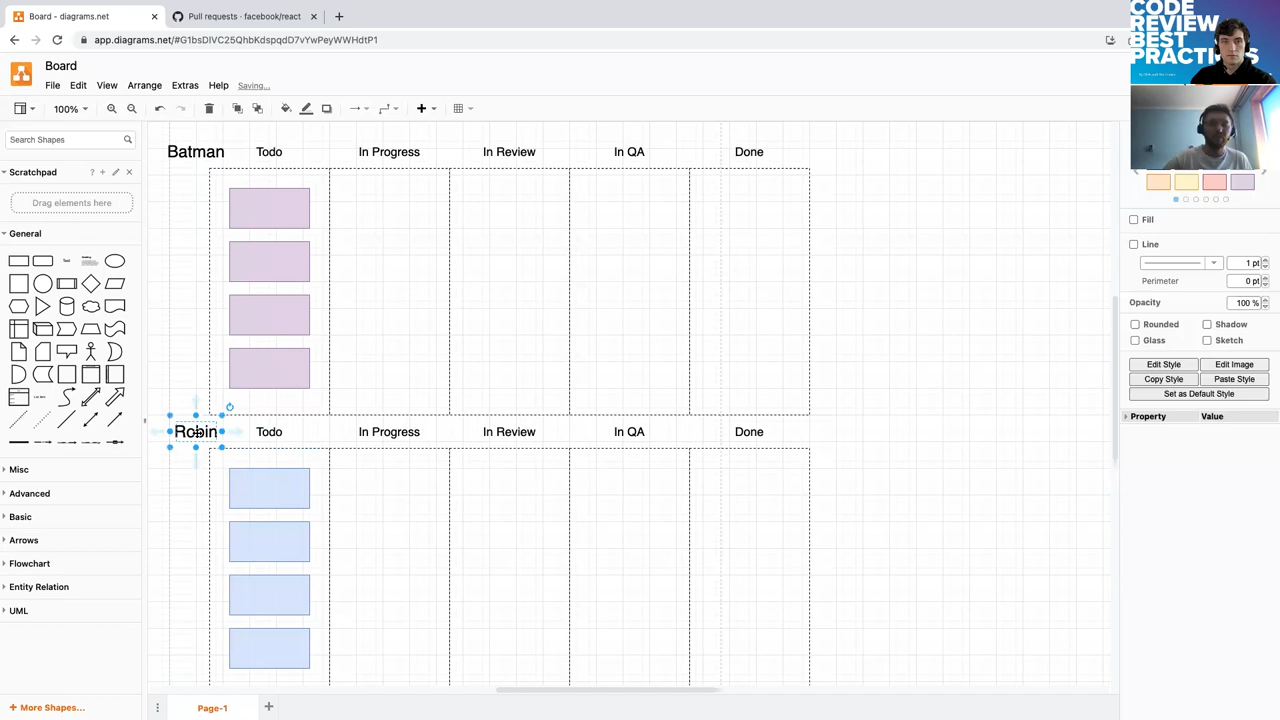 Board - diagrams.net
Pull requests · facebook/react
app.diagrams.net/#G1bsDIVC25QhbKdspqdD7vYwPeyWWHdtP1
Board
File Edit View Arrange Extras Help Saving...
100%
Search Shapes
Scratchpad
Drag elements here
General
Text
Misc
Advanced
Basic
Arrows
Flowchart
Entity Relation
UML
+ More Shapes...
Batman Todo In Progress In Review In QA Done
Robin Todo In Progress In Review In QA Done
Page-1
CODE
REVIEW
BEST
PRACTICES
Fill
Line
1 pt
Perimeter 0 pt
Opacity 100 %
Rounded Shadow
Glass Sketch
Edit Style Edit Image
Copy Style Paste Style
Set as Default Style
Property Value